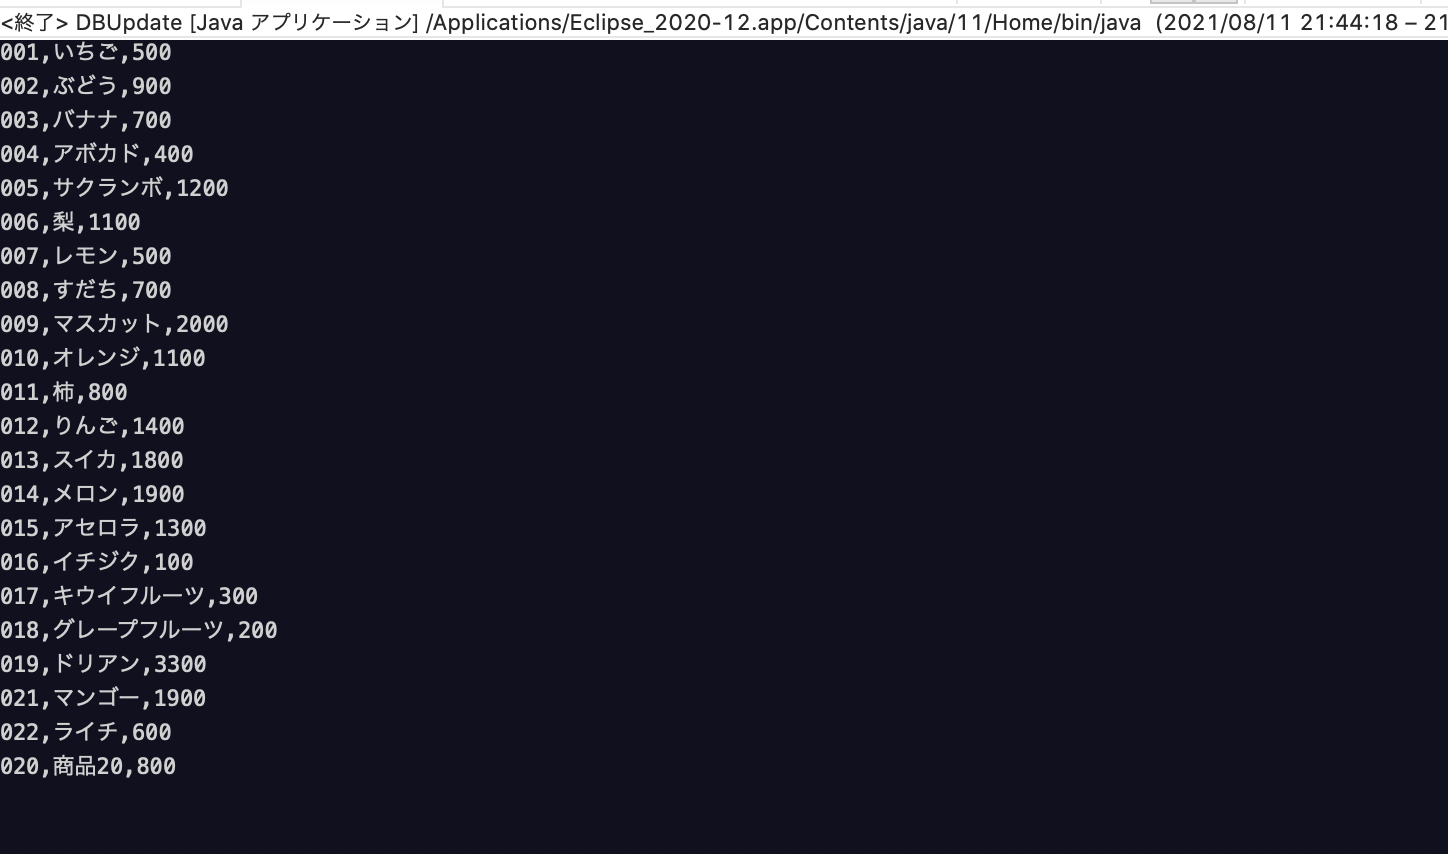 <終了> DBUpdate [Java アプリケーション] /Applications/Eclipse_2020-12.app/Contents/java/11/Home/bin/java  (2021/08/11 21:44:18 – 21
001,いちご,500
002,ぶどう,900
003,バナナ,700
004,アボカド,400
005,サクランボ,1200
006,梨,1100
007,レモン,500
008,すだち,700
009,マスカット,2000
010,オレンジ,1100
011,柿,800
012,りんご,1400
013,スイカ,1800
014,メロン,1900
015,アセロラ,1300
016,イチジク,100
017,キウイフルーツ,300
018,グレープフルーツ,200
019,ドリアン,3300
021,マンゴー,1900
022,ライチ,600
020,商品20,800